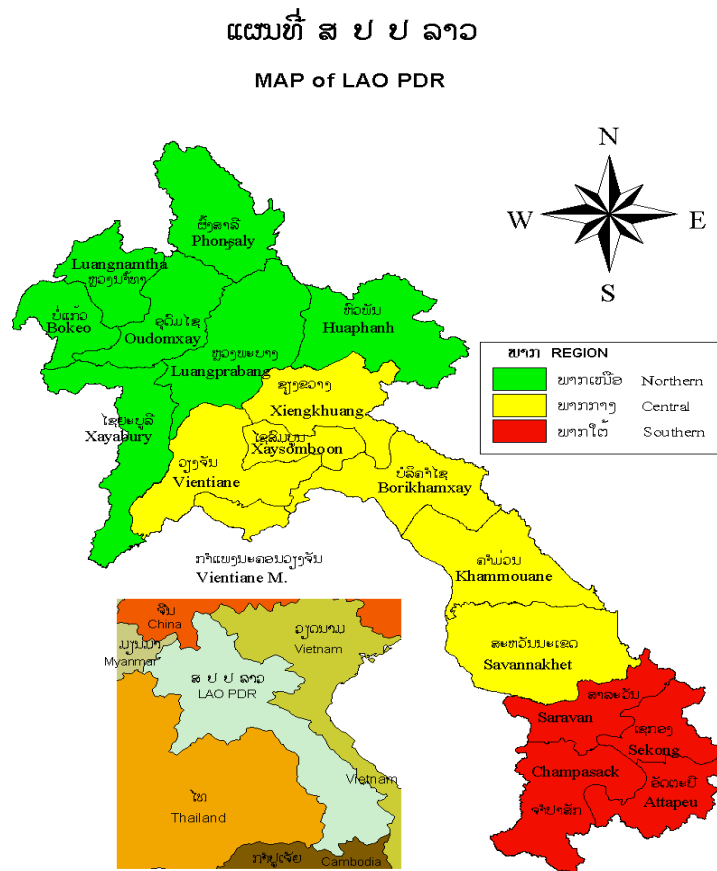 ແຜນທີ່ ສ ປ ປ ລາວ
MAP of LAO PDR
N
W
E
S
ຜົ້ງສາລີ
Phonsaly
Luangnamtha
ຫຼວງນ້ຳທາ
ບໍ່ແກ້ວ
Bokeo
ອຸດົມໄຊ
Oudomxay
ຫຼວງພະບາງ
Luangprabang
ຫົວພັນ
Huaphanh
ພາກ REGION
ພາກເໜືອ Northern
ພາກກາງ Central
ພາກໃຕ້ Southern
ໄຊຍະບູລີ
Xayabury
ຊຽງຂວາງ
Xiengkhuang
ໄຊສົມບູນ
Xaysomboon
ວຽງຈັນ
Vientiane
ບໍລິຄຳໄຊ
Borikhamxay
ກຳແພງນະຄອນວຽງຈັນ
Vientiane M.
ຄຳມ່ວນ
Khammouane
ສະຫວັນນະເຂດ
Savannakhet
ສາລະວັນ
Saravan
ເຊກອງ
Sekong
Champasack
ຈຳປາສັກ
ອັດຕະປື
Attapeu
ຈີນ
China
ວຽດນາມ
Vietnam
ມຽນມາ
Myanmar
ສ ປ ປ ລາວ
LAO PDR
Vietnam
ໄທ
Thailand
ກຳປູເຈັຍ
Cambodia